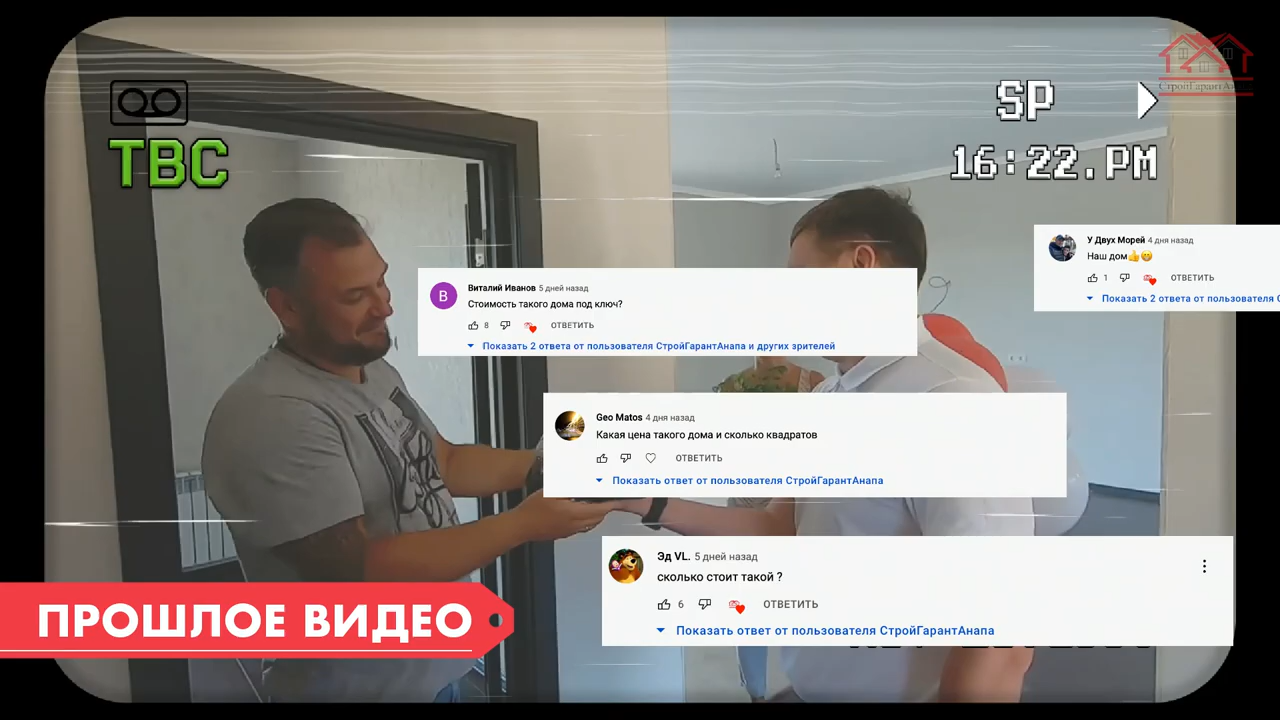 СтройГарантАнапа
TBC
SP
16:22.PM
У Двух Морей 4 дня назад
Наш дом👍😁
1 ОТВЕТИТЬ
Показать 2 ответа от пользователя
В
Виталий Иванов 5 дней назад
Стоимость такого дома под ключ?
8 ОТВЕТИТЬ
Показать 2 ответа от пользователя СтройГарантАнапа и других зрителей
Geo Matos 4 дня назад
Какая цена такого дома и сколько квадратов
ОТВЕТИТЬ
Показать ответ от пользователя СтройГарантАнапа
Эд VL. 5 дней назад
сколько стоит такой ?
6 ОТВЕТИТЬ
Показать ответ от пользователя СтройГарантАнапа
ПРОШЛОЕ ВИДЕО